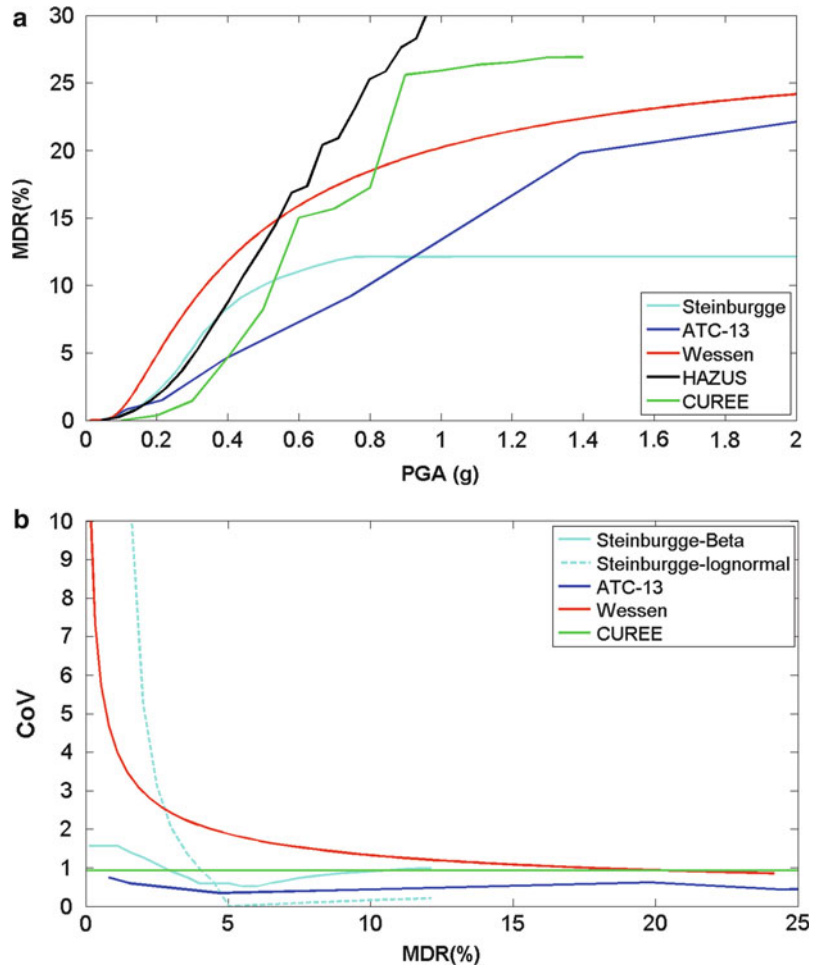 a
30
25
20
15
10
5
0
MDR(%)
0
0.2
0.4
0.6
0.8
1
1.2
1.4
1.6
1.8
2
PGA (g)
Steinburgge
ATC-13
Wessen
HAZUS
CUREE
b
10
9
8
7
6
5
4
3
2
1
0
CoV
0
5
10
15
20
25
MDR(%)
Steinburgge-Beta
Steinburgge-lognormal
ATC-13
Wessen
CUREE